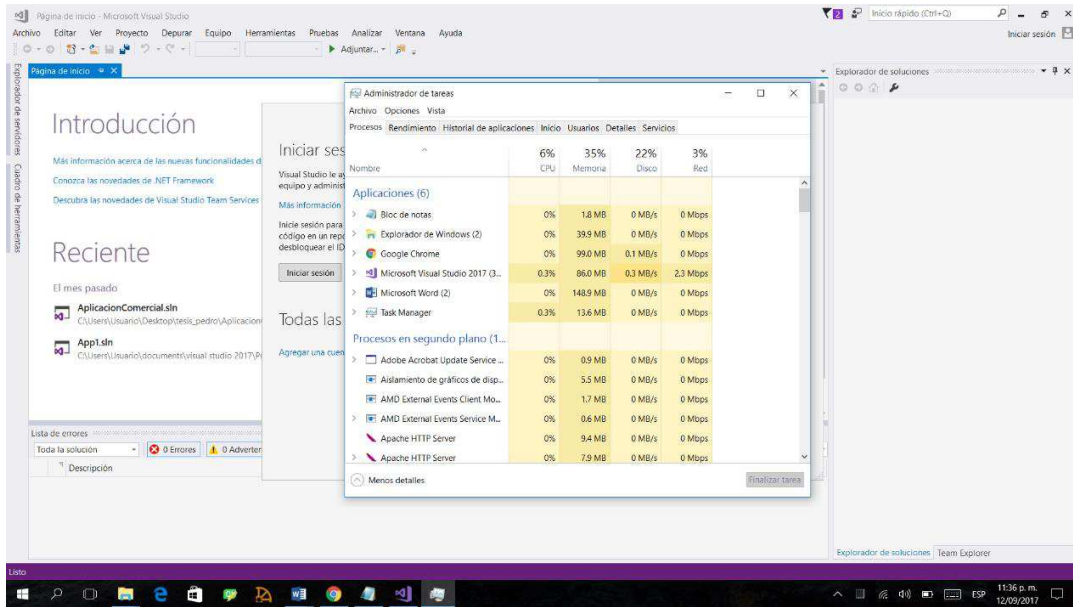 Página de inicio - Microsoft Visual Studio
2
Inicio rápido (Ctrl+Q)
Archivo Editar Ver Proyecto Depurar Equipo Herramientas Pruebas Analizar Ventana Ayuda
Iniciar sesión
Adjuntar...
Explorador de servidores
Cuadro de herramientas
Página de inicio
Introducción
Más información acerca de las nuevas funcionalidades d
Conozca las novedades de .NET Framework
Descubra las novedades de Visual Studio Team Services
Reciente
El mes pasado
AplicacionComercial.sln
C:\Users\Usuario\Desktop\tesis_pedro\Aplicacion
App1.sln
C:\Users\Usuario\documents\visual studio 2017\P
Iniciar ses
Visual Studio le ay
equipo y administ
Más información
Inicie sesión para
código en un repo
desbloquear el ID
Iniciar sesión
Todas las
Agregar una cuen
Administrador de tareas
Archivo Opciones Vista
Procesos Rendimiento Historial de aplicaciones Inicio Usuarios Detalles Servicios
6% 35% 22% 3%
Nombre CPU Memoria Disco Red
Aplicaciones (6)
Bloc de notas 0% 1.8 MB 0 MB/s 0 Mbps
Explorador de Windows (2) 0% 39.9 MB 0 MB/s 0 Mbps
Google Chrome 0% 99.0 MB 0.1 MB/s 0 Mbps
Microsoft Visual Studio 2017 (3... 0.3% 86.0 MB 0.3 MB/s 2.3 Mbps
Microsoft Word (2) 0% 148.9 MB 0 MB/s 0 Mbps
Task Manager 0.3% 13.6 MB 0 MB/s 0 Mbps
Procesos en segundo plano (1...
Adobe Acrobat Update Service ... 0% 0.9 MB 0 MB/s 0 Mbps
Aislamiento de gráficos de disp... 0% 5.5 MB 0 MB/s 0 Mbps
AMD External Events Client Mo... 0% 1.7 MB 0 MB/s 0 Mbps
AMD External Events Service M... 0% 0.6 MB 0 MB/s 0 Mbps
Apache HTTP Server 0% 9.4 MB 0 MB/s 0 Mbps
Apache HTTP Server 0% 7.9 MB 0 MB/s 0 Mbps
Menos detalles
Finalizar tarea
Explorador de soluciones
Lista de errores
Toda la solución 0 Errores 0 Adverten
Descripción
Explorador de soluciones Team Explorer
Listo
ESP
11:36 p. m.
12/09/2017